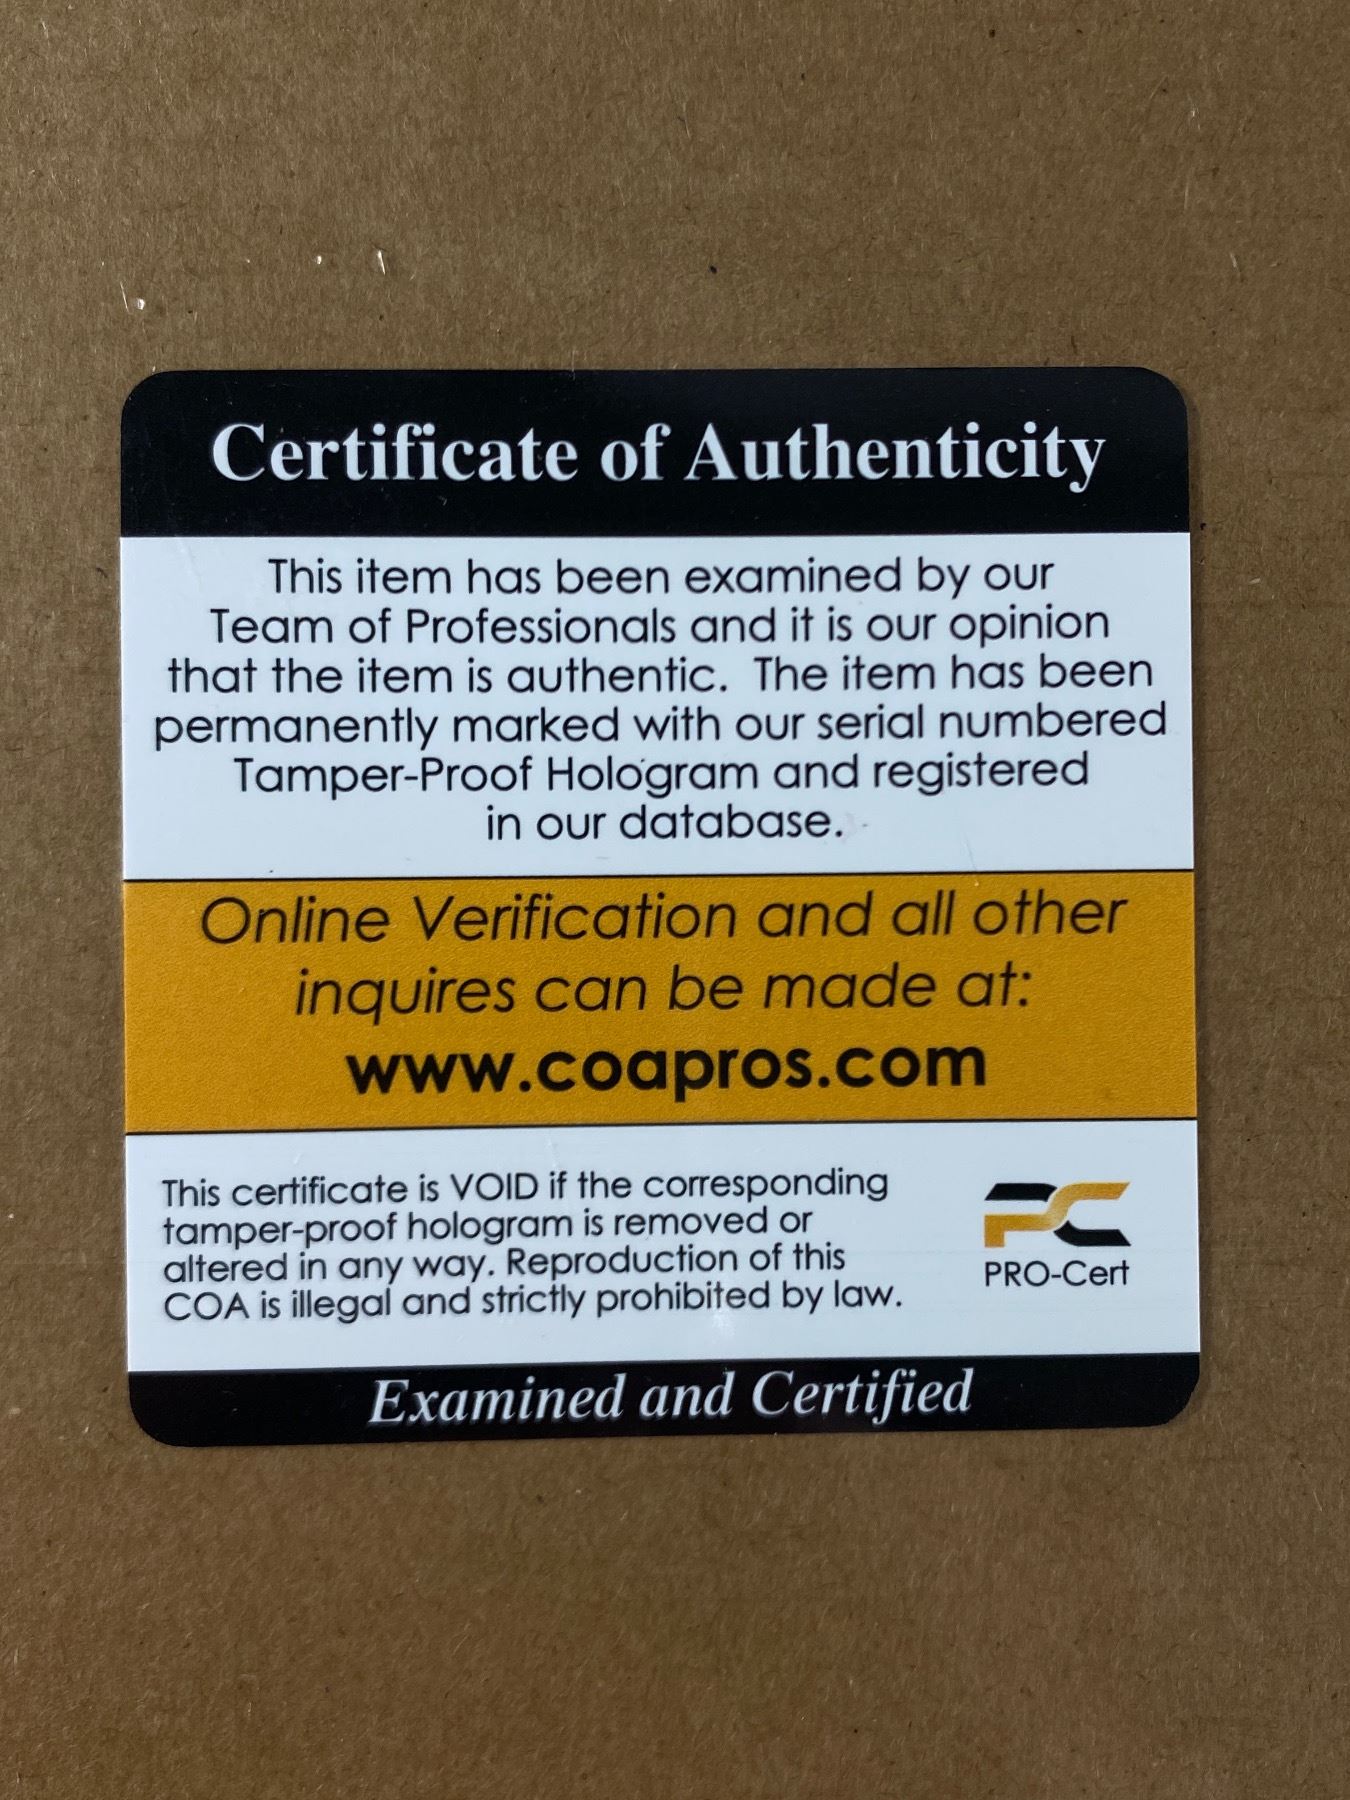 Certificate of Authenticity
This item has been examined by our
Team of Professionals and it is our opinion
that the item is authentic. The item has been
permanently marked with our serial numbered
Tamper-Proof Hologram and registered
in our database.
Online Verification and all other
inquires can be made at:
www.coapros.com
This certificate is VOID if the corresponding
tamper-proof hologram is removed or
altered in any way. Reproduction of this
COA is illegal and strictly prohibited by law.
PC
PRO-Cert
Examined and Certified